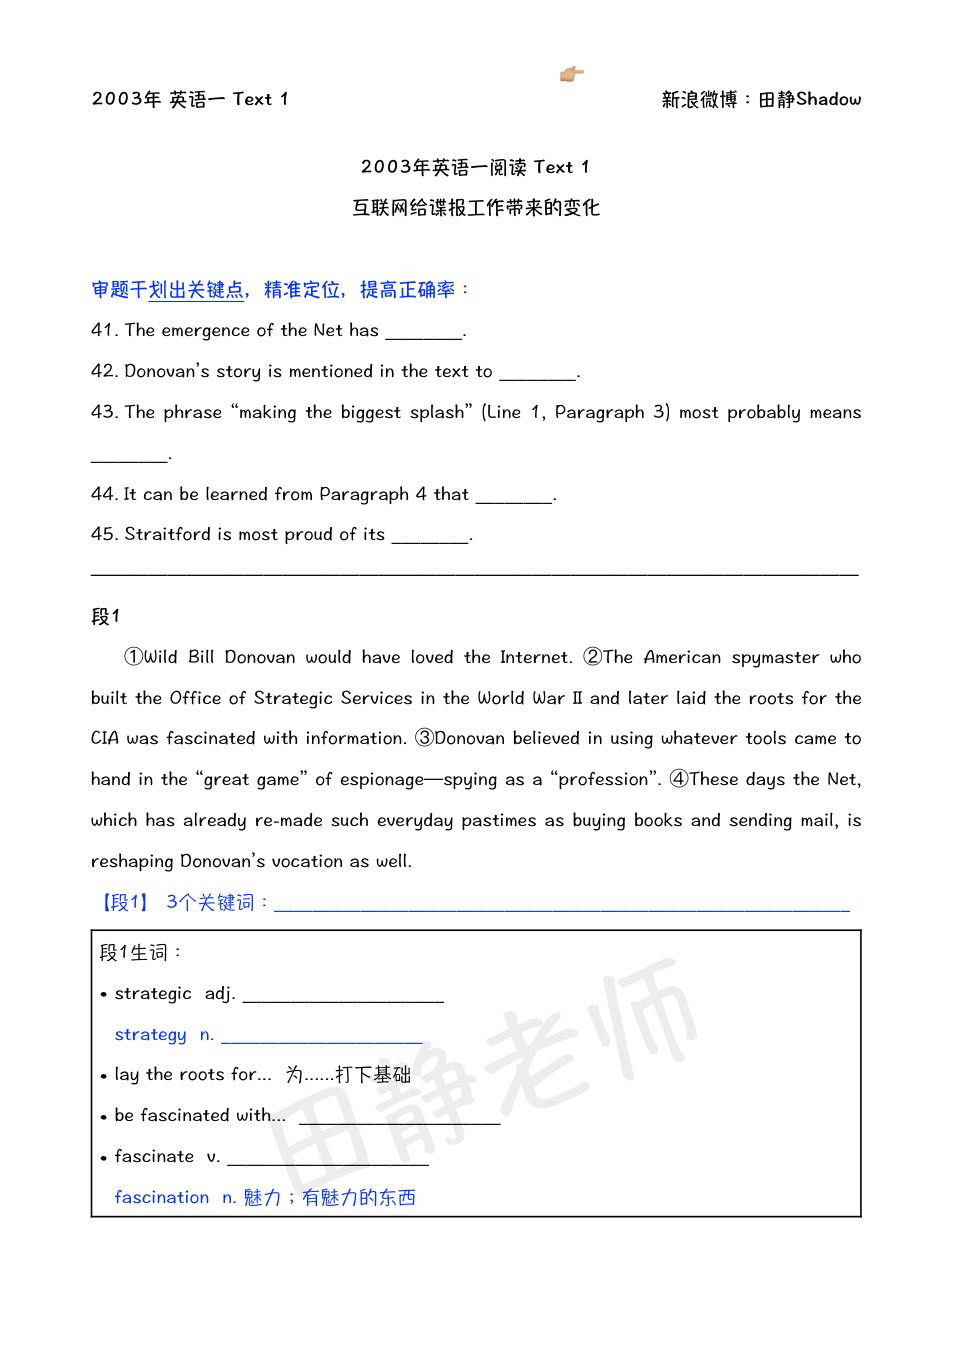 2003年 英语一 Text 1
新浪微博：田静Shadow
2003年英语一阅读 Text 1
互联网给谍报工作带来的变化
审题干划出关键点，精准定位，提高正确率：
41. The emergence of the Net has ________.
42. Donovan’s story is mentioned in the text to ________.
43. The phrase “making the biggest splash” (Line 1, Paragraph 3) most probably means
________.
44. It can be learned from Paragraph 4 that ________.
45. Straitford is most proud of its ________.
段1
①Wild Bill Donovan would have loved the Internet. ②The American spymaster who
built the Office of Strategic Services in the World War II and later laid the roots for the
CIA was fascinated with information. ③Donovan believed in using whatever tools came to
hand in the “great game” of espionage—spying as a “profession”. ④These days the Net,
which has already re-made such everyday pastimes as buying books and sending mail, is
reshaping Donovan’s vocation as well.
【段1】 3个关键词：____________________________________________________________
段1生词：
• strategic adj. _____________________
strategy n. _____________________
• lay the roots for... 为......打下基础
• be fascinated with... _____________________
• fascinate v. _____________________
fascination n. 魅力；有魅力的东西
田静老师